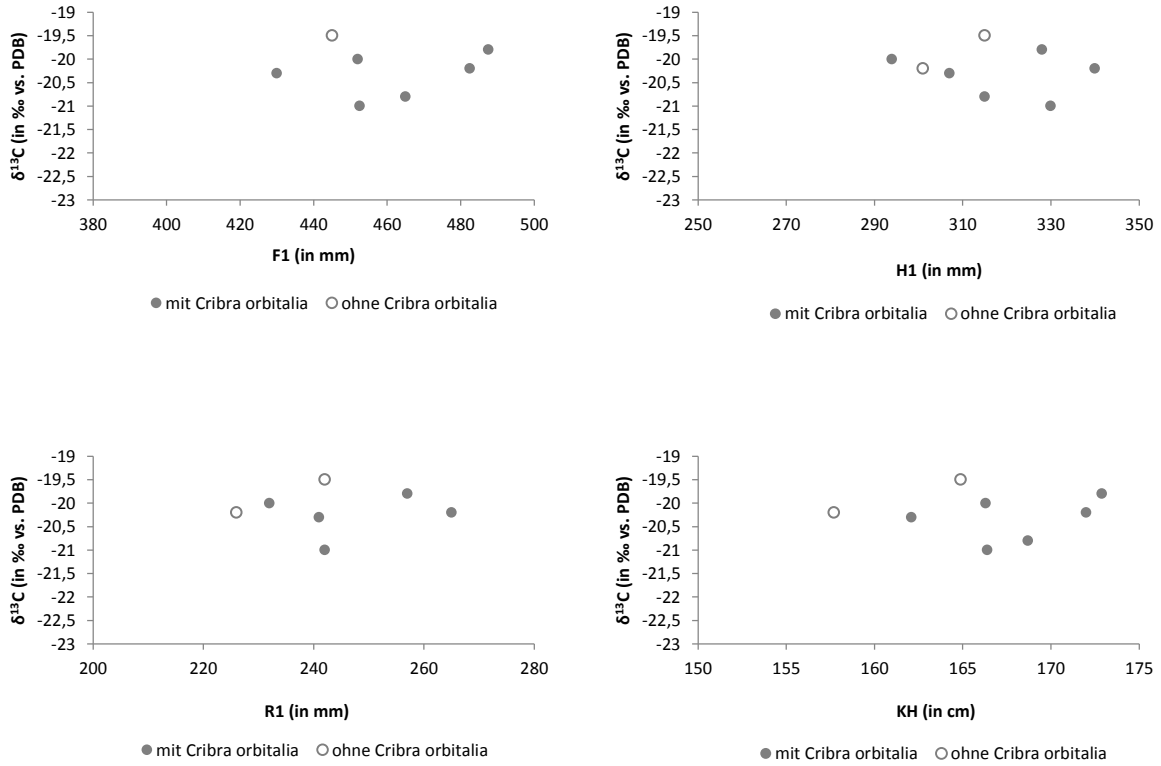 -19
-19,5
-20
-20,5
-21
-21,5
-22
-22,5
-23
δ¹³C (in ‰ vs. PDB)
380 400 420 440 460 480 500
F1 (in mm)
mit Cribra orbitalia ohne Cribra orbitalia
-19
-19,5
-20
-20,5
-21
-21,5
-22
-22,5
-23
δ¹³C (in ‰ vs. PDB)
250 270 290 310 330 350
H1 (in mm)
mit Cribra orbitalia ohne Cribra orbitalia
-19
-19,5
-20
-20,5
-21
-21,5
-22
-22,5
-23
δ¹³C (in ‰ vs. PDB)
200 220 240 260 280
R1 (in mm)
mit Cribra orbitalia ohne Cribra orbitalia
-19
-19,5
-20
-20,5
-21
-21,5
-22
-22,5
-23
δ¹³C (in ‰ vs. PDB)
150 155 160 165 170 175
KH (in cm)
mit Cribra orbitalia ohne Cribra orbitalia